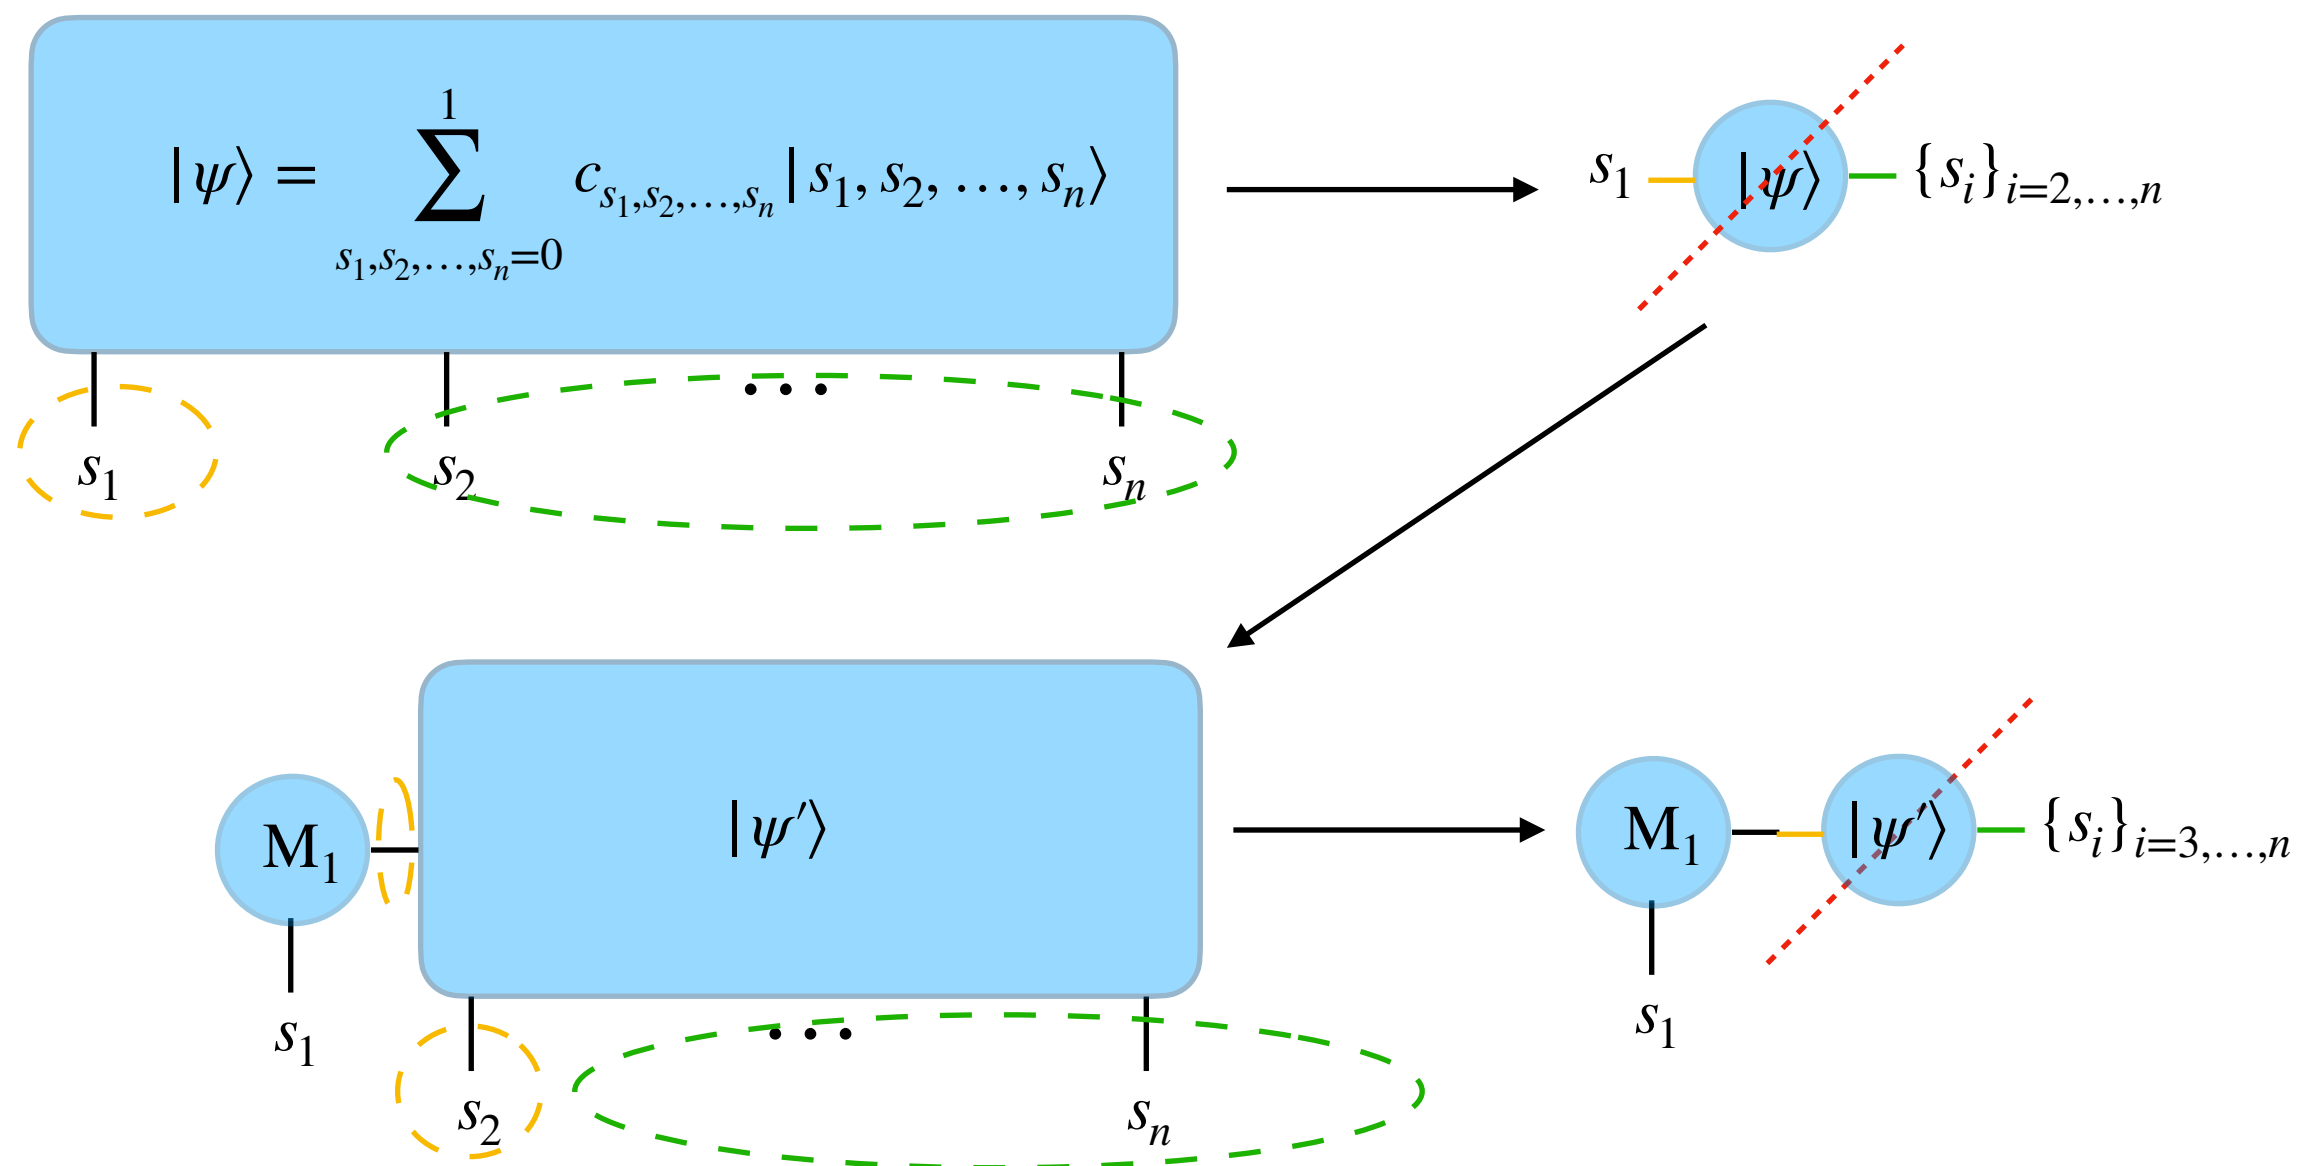 |ψ⟩ = ∑_{s₁,s₂,…,sₙ=0}^{1} c_{s₁,s₂,…,sₙ} |s₁, s₂, …, sₙ⟩
s₁ |ψ⟩ {sᵢ}_{i=2,…,n}
s₁ s₂ … sₙ
M₁ |ψ′⟩
s₁
s₂ … sₙ
M₁ |ψ′⟩ {sᵢ}_{i=3,…,n}
s₁